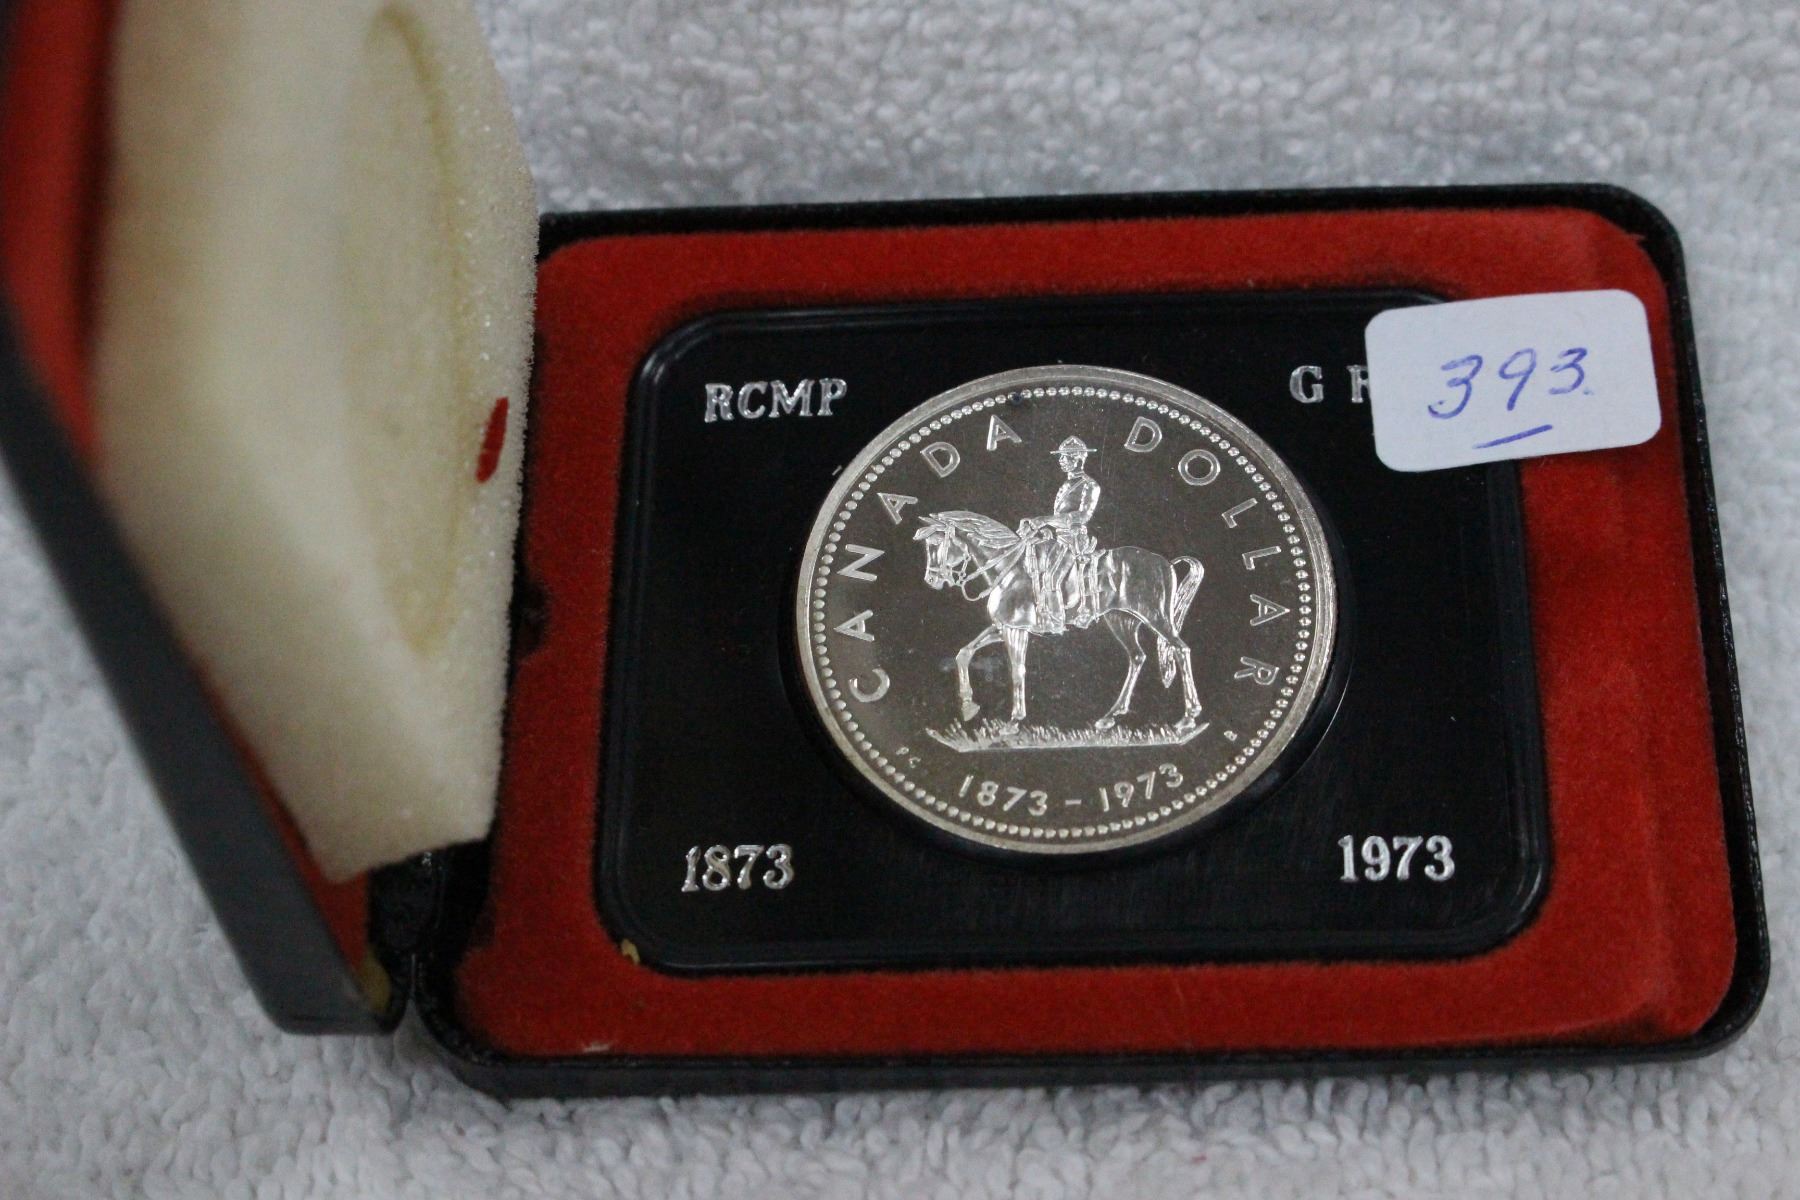 RCMP
G
393.
CANADA DOLLAR
P C B
1873 - 1973
1873
1973